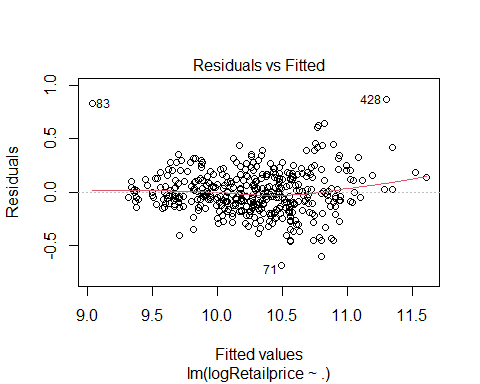 Residuals vs Fitted
Residuals
1.0
0.5
0.0
-0.5
83
428
71
9.0 9.5 10.0 10.5 11.0 11.5
Fitted values
lm(logRetailprice ~ .)